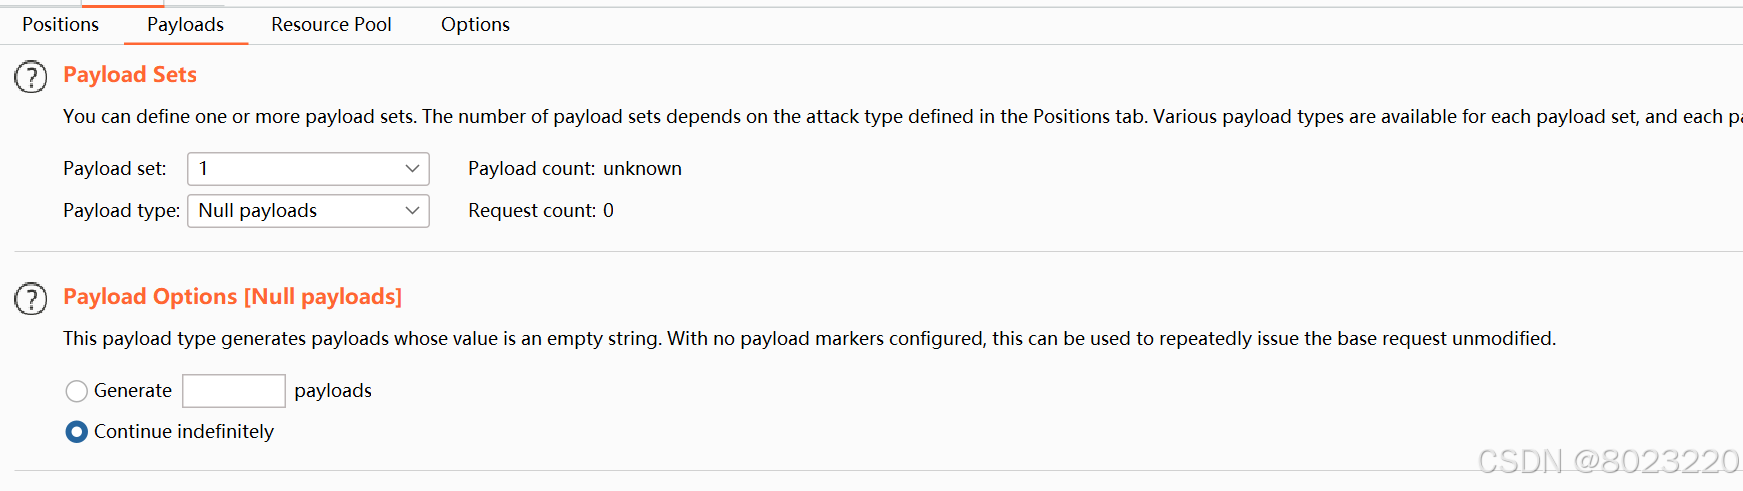 Positions Payloads Resource Pool Options
Payload Sets
You can define one or more payload sets. The number of payload sets depends on the attack type defined in the Positions tab. Various payload types are available for each payload set, and each
Payload set: 1 Payload count: unknown
Payload type: Null payloads Request count: 0
Payload Options [Null payloads]
This payload type generates payloads whose value is an empty string. With no payload markers configured, this can be used to repeatedly issue the base request unmodified.
Generate payloads
Continue indefinitely
CSDN @8023220